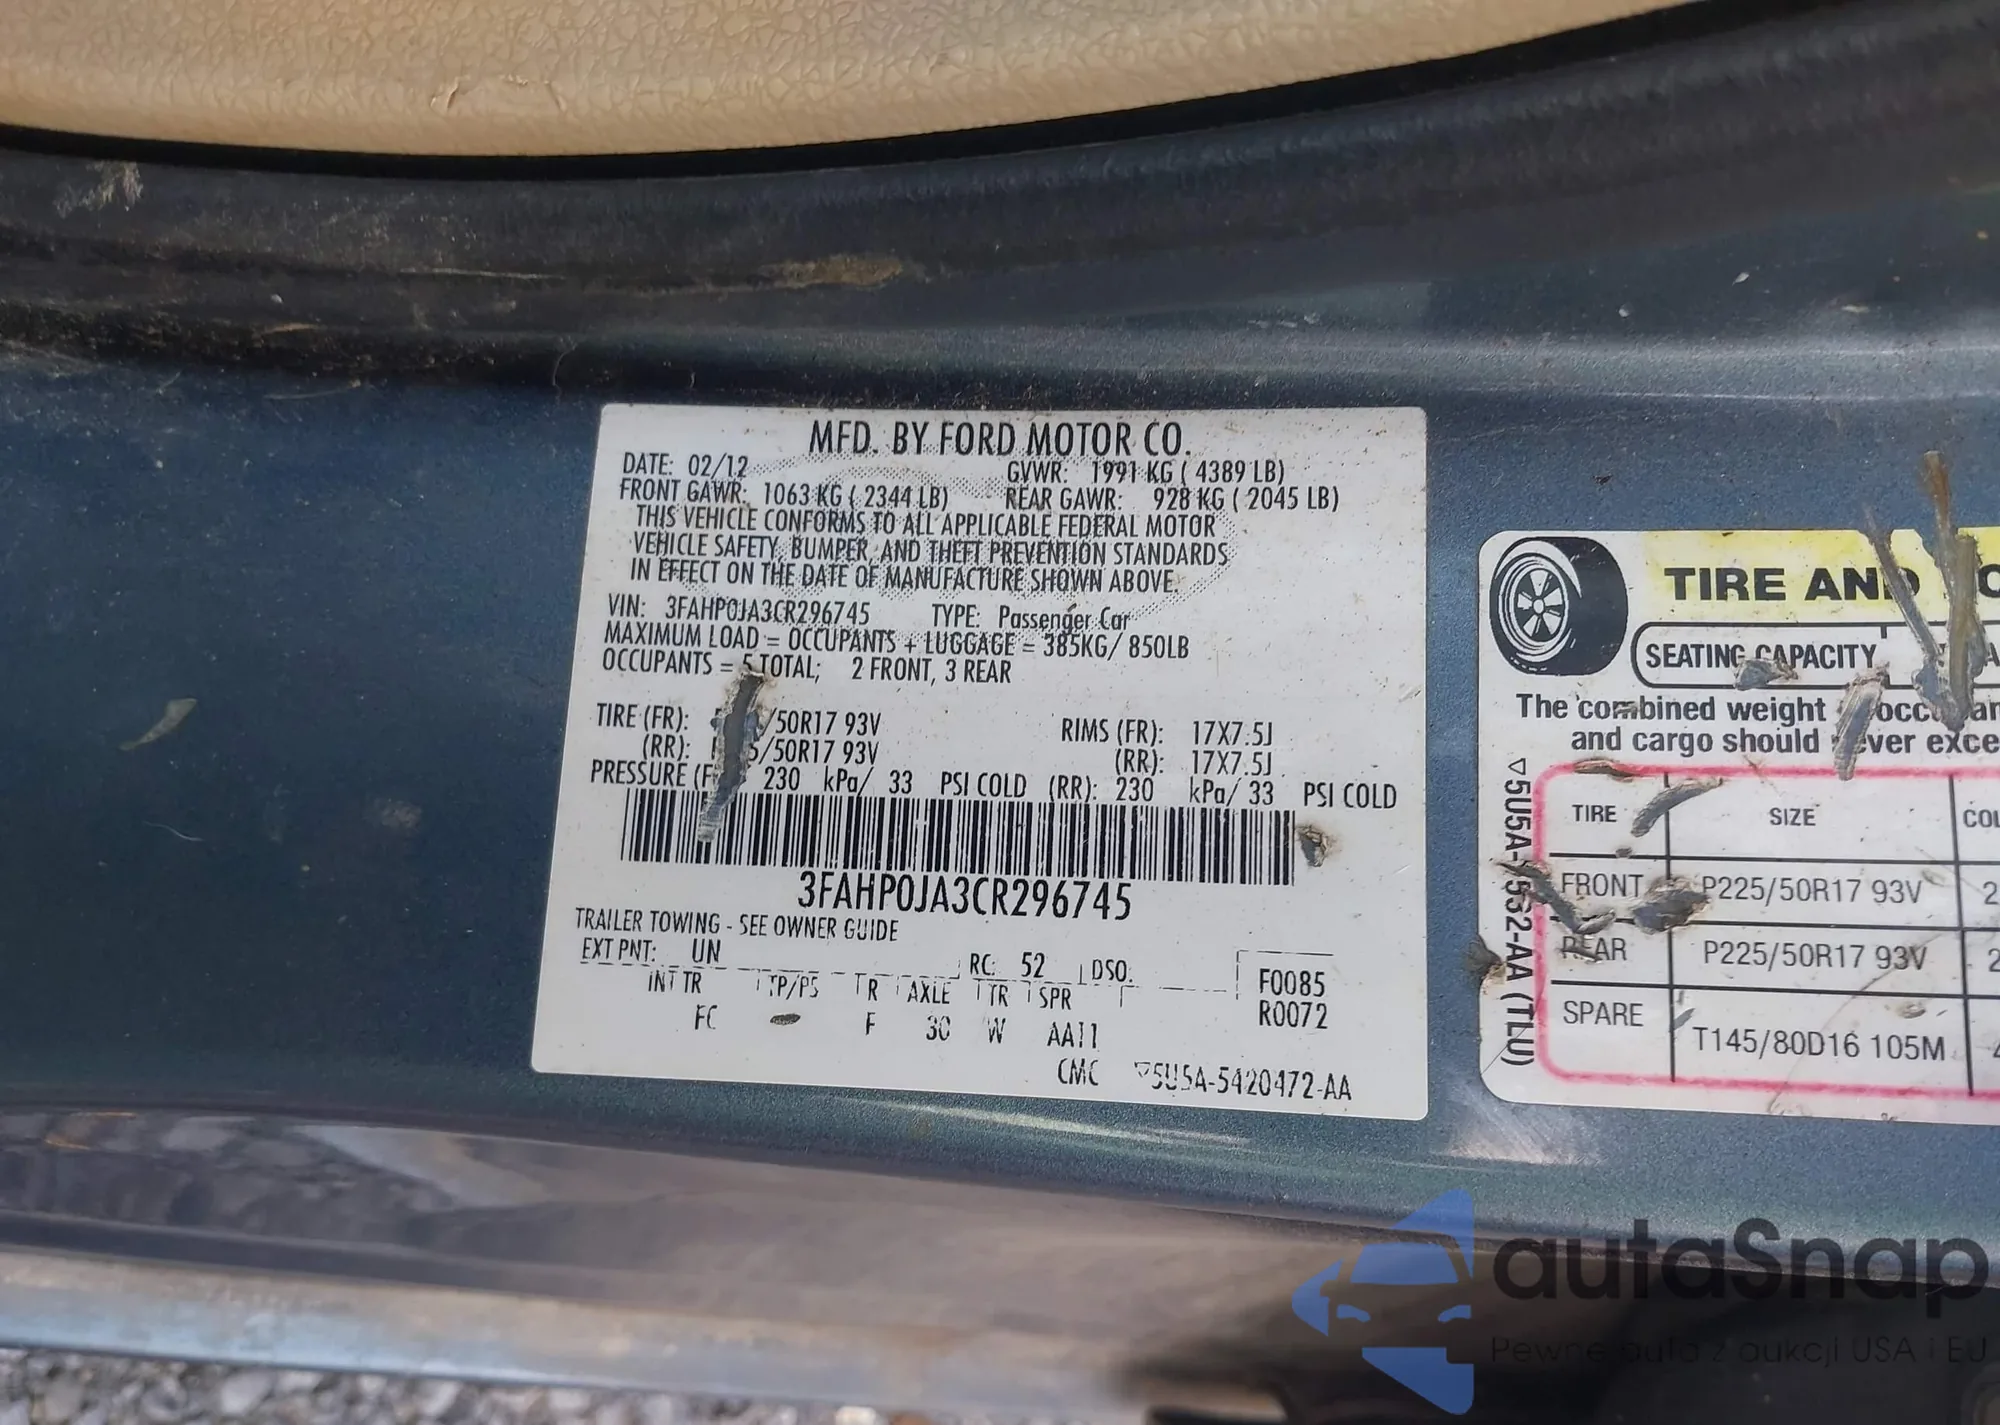 MFD. BY FORD MOTOR CO.
DATE: 02/12 GVWR: 1991 KG ( 4389 LB)
FRONT GAWR: 1063 KG ( 2344 LB) REAR GAWR: 928 KG ( 2045 LB)
THIS VEHICLE CONFORMS TO ALL APPLICABLE FEDERAL MOTOR
VEHICLE SAFETY, BUMPER, AND THEFT PREVENTION STANDARDS
IN EFFECT ON THE DATE OF MANUFACTURE SHOWN ABOVE.
VIN: 3FAHP0JA3CR296745 TYPE: Passenger Car
MAXIMUM LOAD = OCCUPANTS + LUGGAGE = 385KG/ 850LB
OCCUPANTS = 5 TOTAL; 2 FRONT, 3 REAR
TIRE (FR): /50R17 93V RIMS (FR): 17X7.5J
(RR): 5/50R17 93V (RR): 17X7.5J
PRESSURE 230 kPa/ 33 PSI COLD (RR): 230 kPa/ 33 PSI COLD
3FAHP0JA3CR296745
TRAILER TOWING - SEE OWNER GUIDE
EXT PNT: UN RC: 52 DSO:
INT TR TP/PS R AXLE TR SPR F0085
FC F 30 W AA11 R0072
CMC ▽5U5A-5420472-AA
TIRE AND
SEATING CAPACITY
The combined weight
and cargo should
TIRE SIZE
FRONT P225/50R17 93V
REAR P225/50R17 93V
SPARE T145/80D16 105M
autaSnap
Pewne auta z aukcji USA i EU